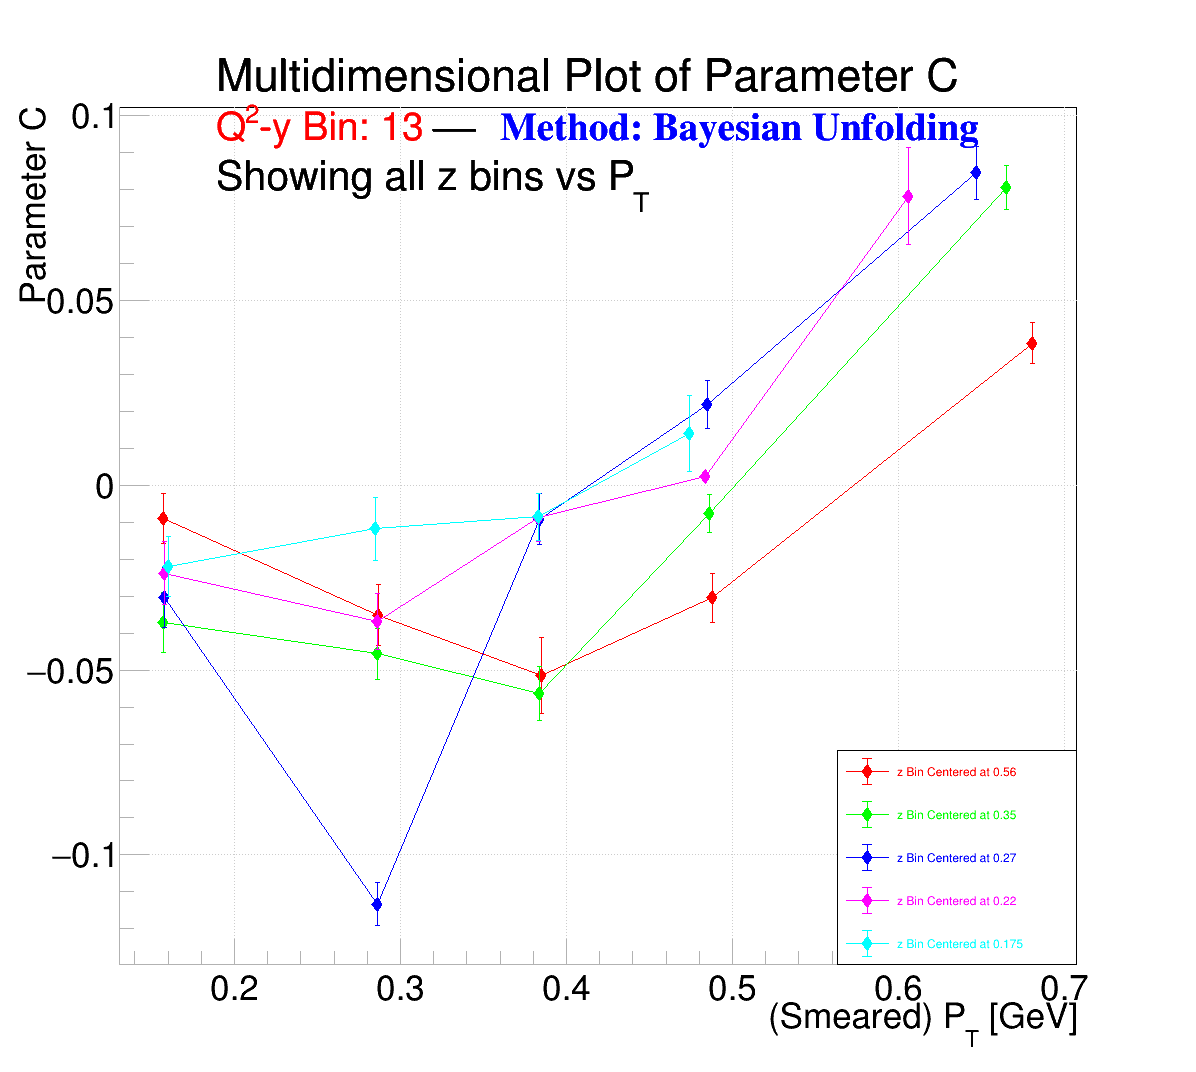 Multidimensional Plot of Parameter C
Q2-y Bin: 13 — Method: Bayesian Unfolding
Showing all z bins vs PT
Parameter C
0.1
0.05
0
−0.05
−0.1
z Bin Centered at 0.56
z Bin Centered at 0.35
z Bin Centered at 0.27
z Bin Centered at 0.22
z Bin Centered at 0.175
0.2 0.3 0.4 0.5 0.6 0.7
(Smeared) PT [GeV]